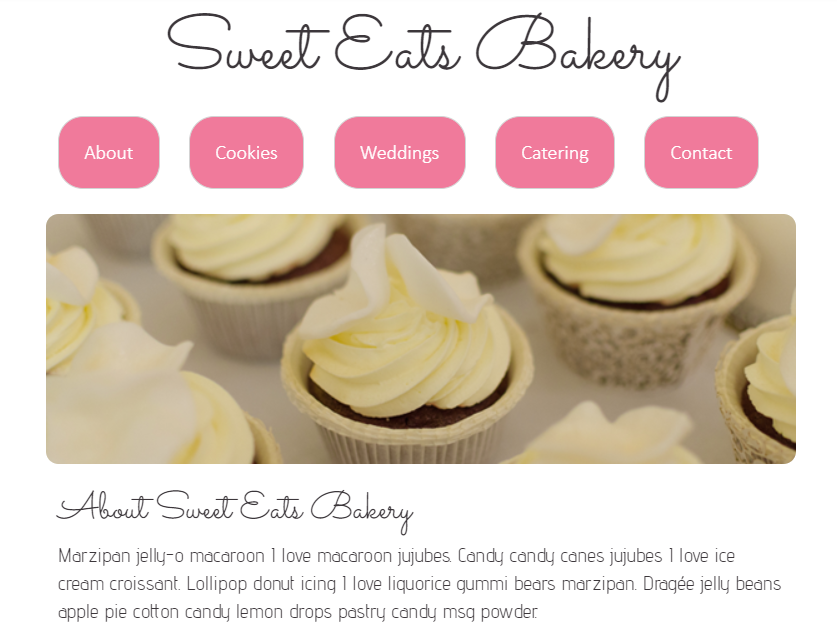 Sweet Eats Bakery
About Cookies Weddings Catering Contact
About Sweet Eats Bakery
Marzipan jelly-o macaroon I love macaroon jujubes. Candy candy canes jujubes I love ice
cream croissant. Lollipop donut icing I love liquorice gummi bears marzipan. Dragée jelly beans
apple pie cotton candy lemon drops pastry candy msg powder.